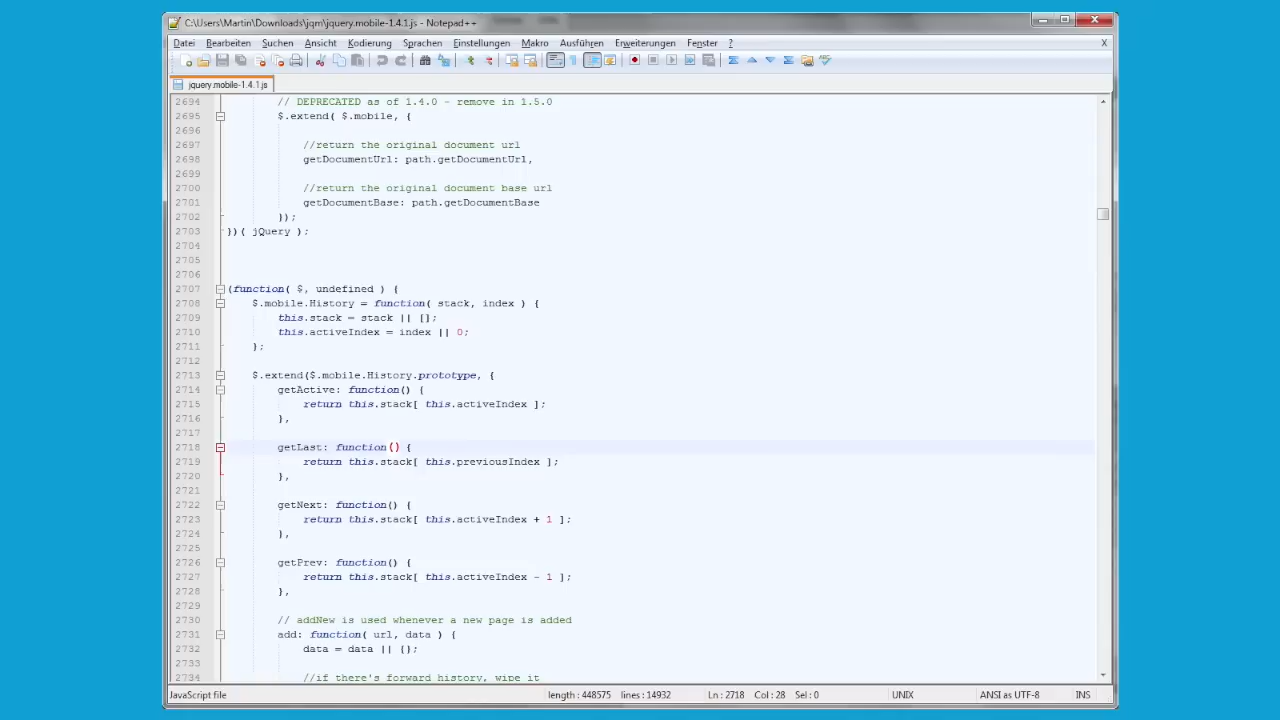 C:\Users\Martin\Downloads\jqm\jquery.mobile-1.4.1.js - Notepad++
Datei Bearbeiten Suchen Ansicht Kodierung Sprachen Einstellungen Makro Ausführen Erweiterungen Fenster ? X
jquery.mobile-1.4.1.js
2694 // DEPRECATED as of 1.4.0 - remove in 1.5.0
2695 $.extend( $.mobile, {
2696
2697 //return the original document url
2698 getDocumentUrl: path.getDocumentUrl,
2699
2700 //return the original document base url
2701 getDocumentBase: path.getDocumentBase
2702 });
2703 })( jQuery );
2704
2705
2706
2707 (function( $, undefined ) {
2708 $.mobile.History = function( stack, index ) {
2709 this.stack = stack || [];
2710 this.activeIndex = index || 0;
2711 };
2712
2713 $.extend($.mobile.History.prototype, {
2714 getActive: function() {
2715 return this.stack[ this.activeIndex ];
2716 },
2717
2718 getLast: function() {
2719 return this.stack[ this.previousIndex ];
2720 },
2721
2722 getNext: function() {
2723 return this.stack[ this.activeIndex + 1 ];
2724 },
2725
2726 getPrev: function() {
2727 return this.stack[ this.activeIndex - 1 ];
2728 },
2729
2730 // addNew is used whenever a new page is added
2731 add: function( url, data ) {
2732 data = data || {};
2733
2734 //if there's forward history, wipe it
JavaScript file length : 448575 lines : 14932 Ln : 2718 Col : 28 Sel : 0 UNIX ANSI as UTF-8 INS